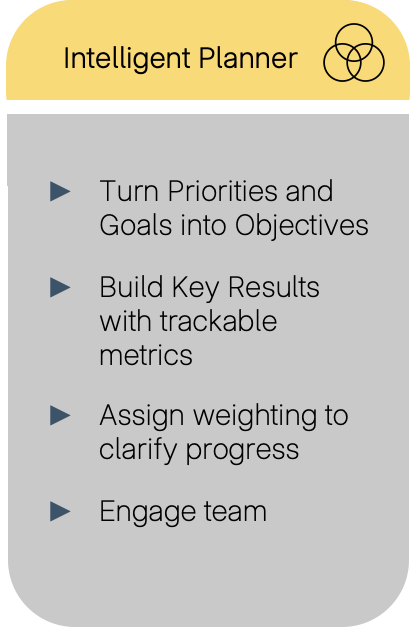 Intelligent Planner
Turn Priorities and
Goals into Objectives
Build Key Results
with trackable
metrics
Assign weighting to
clarify progress
Engage team